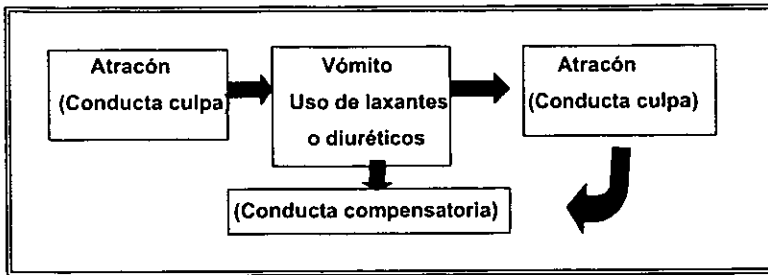 Atracón
(Conducta culpa)
Vómito
Uso de laxantes
o diuréticos
Atracón
(Conducta culpa)
(Conducta compensatoria)